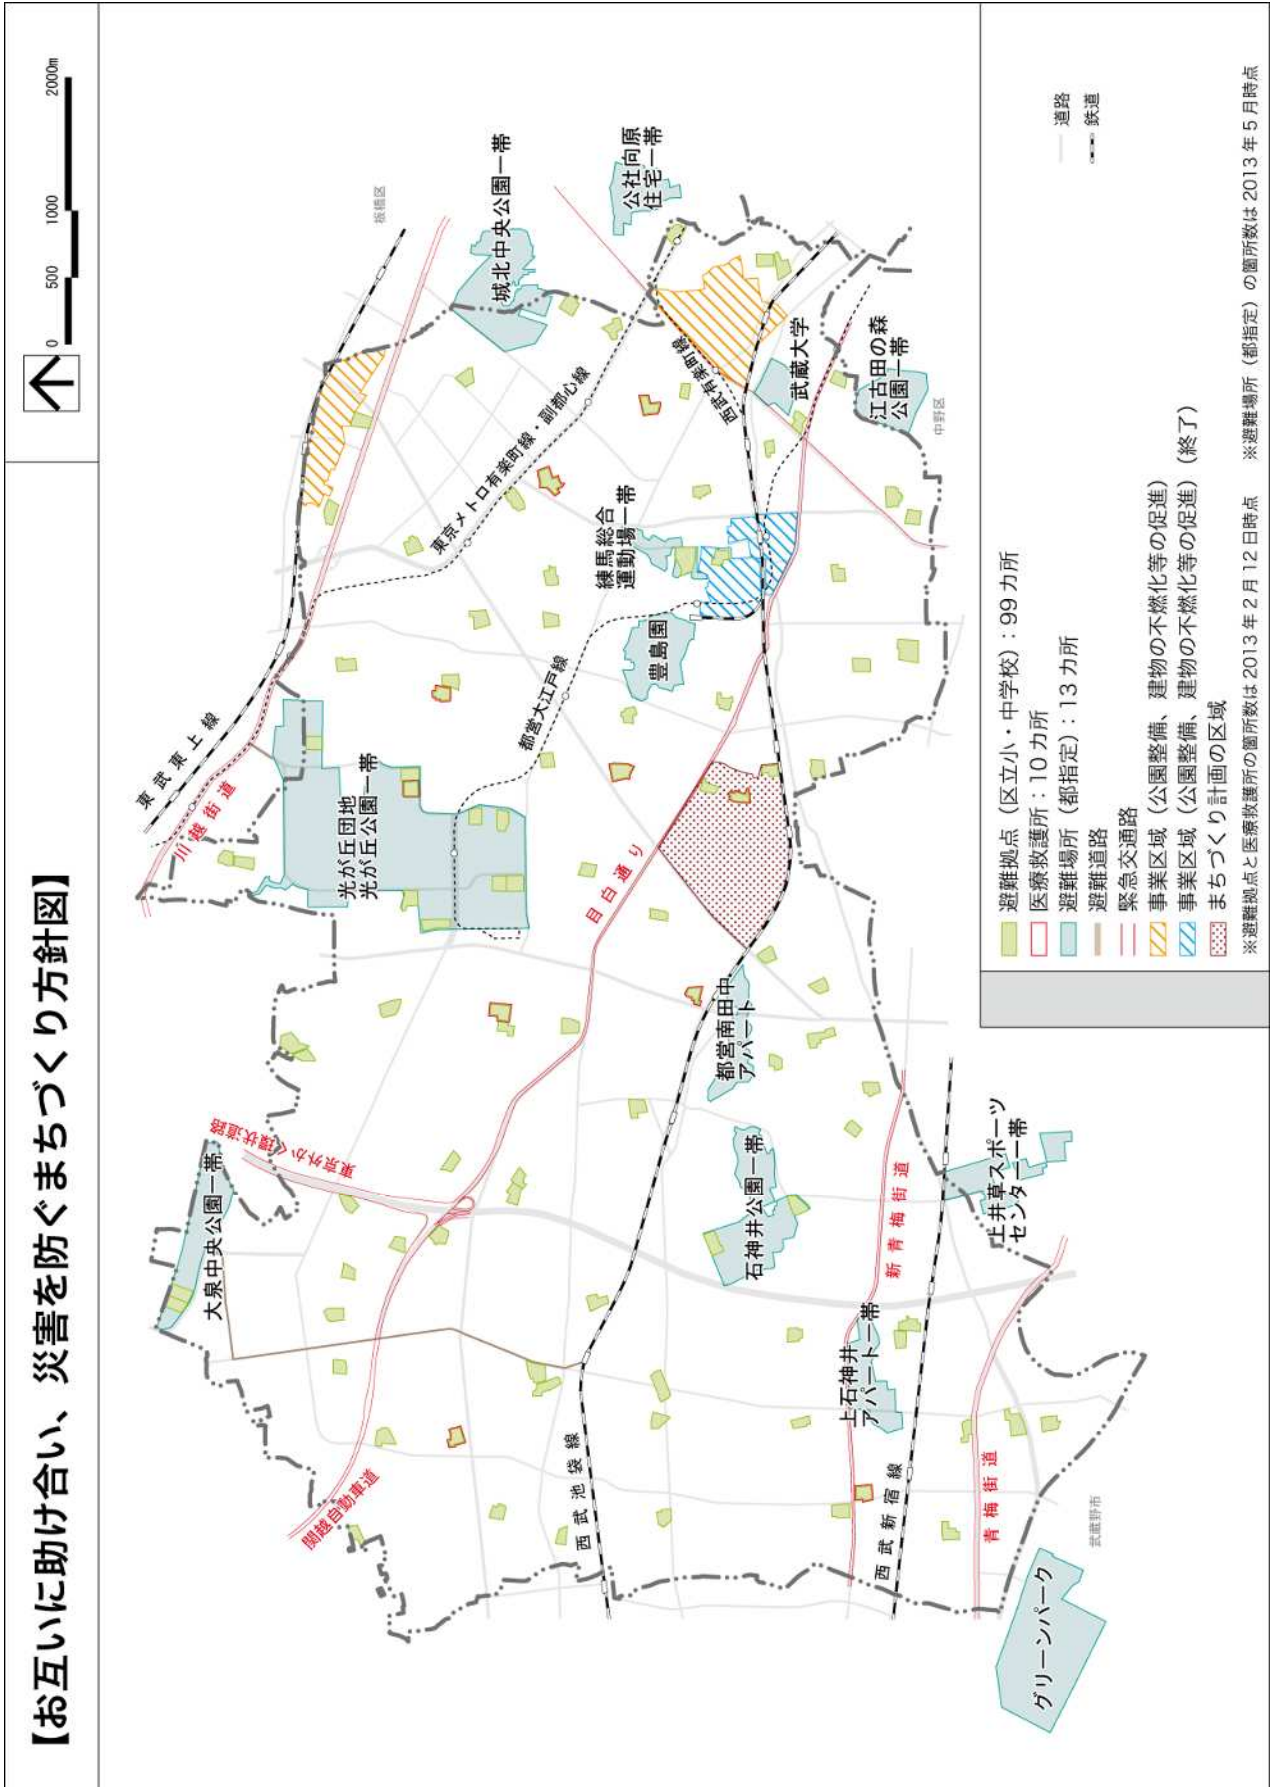 【お互いに助け合い、災害を防ぐまちづくり方針図】
0 500 1000 2000m
板橋区
東武東上線
川越街道
城北中央公園一帯
公社向原
住宅一帯
東京メトロ有楽町線・副都心線
西武有楽町線
武蔵大学
江古田の森
公園一帯
中野区
練馬総合
運動場一帯
豊島園
都営大江戸線
光が丘団地
光が丘公園一帯
目白通り
都営南田中
アパート
東京外かく環状道路
大泉中央公園一帯
石神井公園一帯
新青梅街道
上井草スポーツ
センター一帯
上石神井
アパート一帯
関越自動車道
西武池袋線
西武新宿線
青梅街道
武蔵野市
グリーンパーク
避難拠点（区立小・中学校）：99カ所
医療救護所：10カ所
避難場所（都指定）：13カ所
避難道路
緊急交通路
事業区域（公園整備、建物の不燃化等の促進）
事業区域（公園整備、建物の不燃化等の促進）（終了）
まちづくり計画の区域
道路
鉄道
※避難拠点と医療救護所の箇所数は2013年2月12日時点 ※避難場所（都指定）の箇所数は2013年5月時点